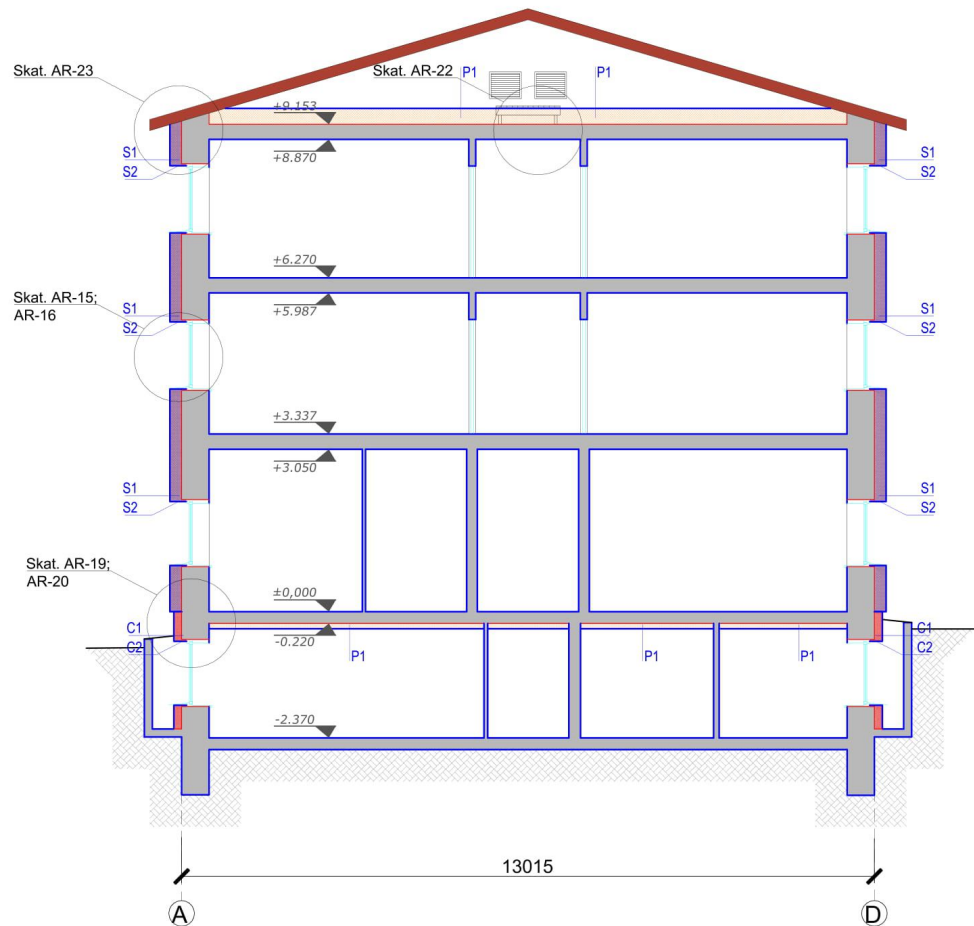 Skat. AR-23
Skat. AR-22
P1
P1
+9.153
+8.870
S1
S2
S1
S2
+6.270
+5.987
Skat. AR-15;
AR-16
S1
S2
S1
S2
+3.337
+3.050
S1
S2
S1
S2
Skat. AR-19;
AR-20
±0,000
-0.220
C1
C2
C1
C2
P1
P1
P1
-2.370
13015
A
D